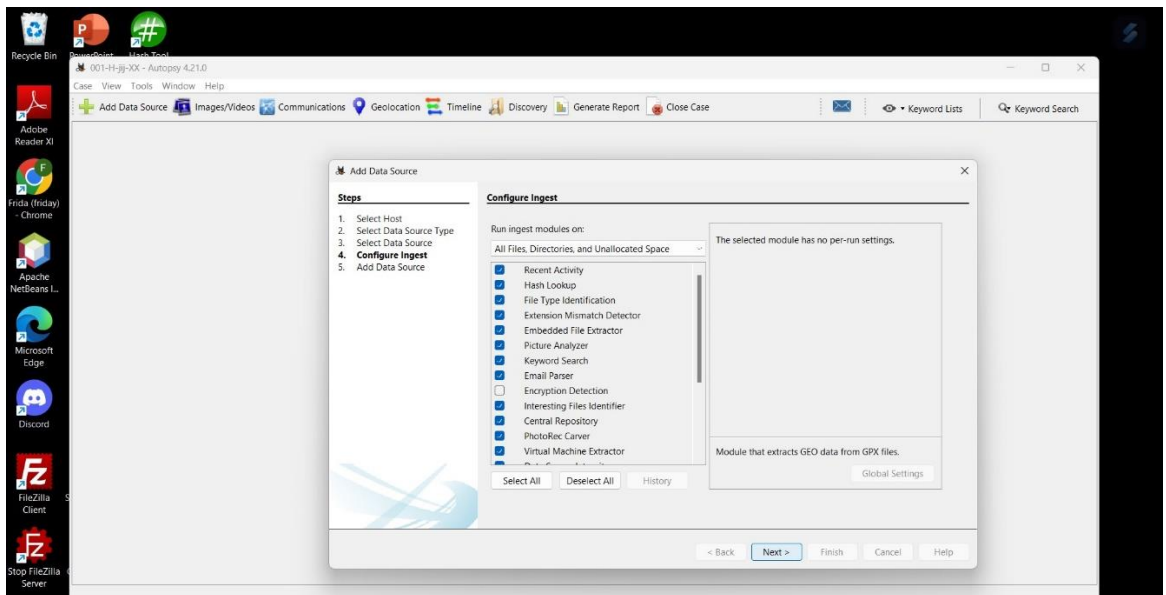 Recycle Bin
PowerPoint
Hash Tool
001-H-jij-XX - Autopsy 4.21.0
Case View Tools Window Help
Add Data Source Images/Videos Communications Geolocation Timeline Discovery Generate Report Close Case Keyword Lists Keyword Search
Adobe
Reader XI
Frida (friday)
- Chrome
Apache
NetBeans I...
Microsoft
Edge
Discord
FileZilla
Client
Stop FileZilla
Server
Add Data Source
Steps
1. Select Host
2. Select Data Source Type
3. Select Data Source
4. Configure Ingest
5. Add Data Source
Configure Ingest
Run ingest modules on:
All Files, Directories, and Unallocated Space
Recent Activity
Hash Lookup
File Type Identification
Extension Mismatch Detector
Embedded File Extractor
Picture Analyzer
Keyword Search
Email Parser
Encryption Detection
Interesting Files Identifier
Central Repository
PhotoRec Carver
Virtual Machine Extractor
Select All Deselect All History
The selected module has no per-run settings.
Module that extracts GEO data from GPX files.
Global Settings
< Back Next > Finish Cancel Help